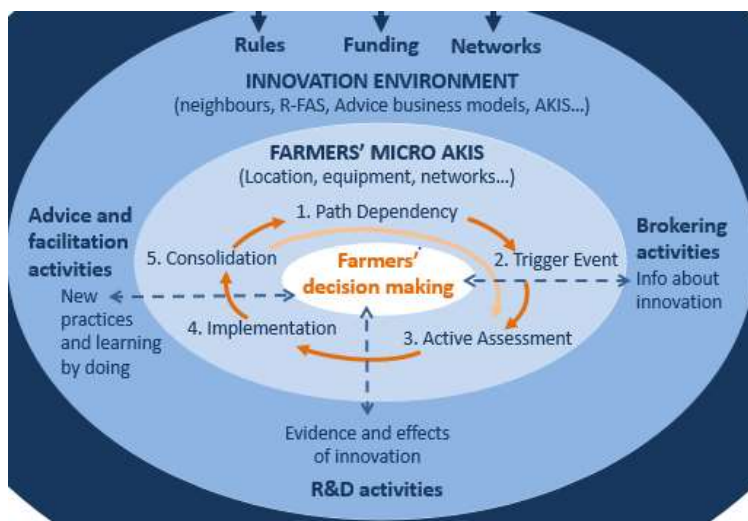 Rules Funding Networks
INNOVATION ENVIRONMENT
(neighbours, R-FAS, Advice business models, AKIS...)
FARMERS' MICRO AKIS
(Location, equipment, networks...)
1. Path Dependency
Advice and
facilitation
activities
5. Consolidation
Farmers'
decision making
2. Trigger Event
Brokering
activities
Info about
innovation
New
practices
and learning
by doing
4. Implementation
3. Active Assessment
Evidence and effects
of innovation
R&D activities